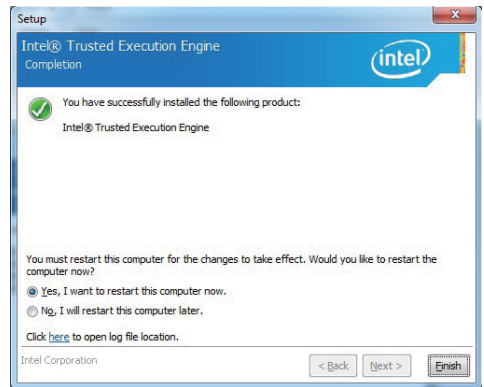 Setup
x
Intel® Trusted Execution Engine
Completion
intel
You have successfully installed the following product:
Intel® Trusted Execution Engine
You must restart this computer for the changes to take effect. Would you like to restart the
computer now?
Yes, I want to restart this computer now.
No, I will restart this computer later.
Click here to open log file location.
Intel Corporation
< Back Next > Finish